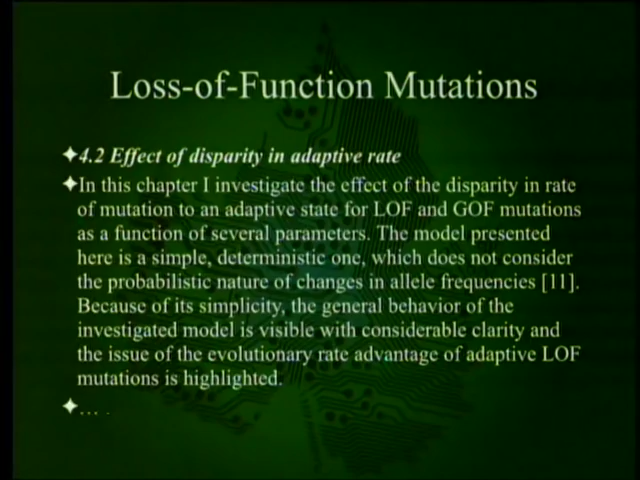 Loss-of-Function Mutations
✦4.2 Effect of disparity in adaptive rate
✦In this chapter I investigate the effect of the disparity in rate
of mutation to an adaptive state for LOF and GOF mutations
as a function of several parameters. The model presented
here is a simple, deterministic one, which does not consider
the probabilistic nature of changes in allele frequencies [11].
Because of its simplicity, the general behavior of the
investigated model is visible with considerable clarity and
the issue of the evolutionary rate advantage of adaptive LOF
mutations is highlighted.
✦... .